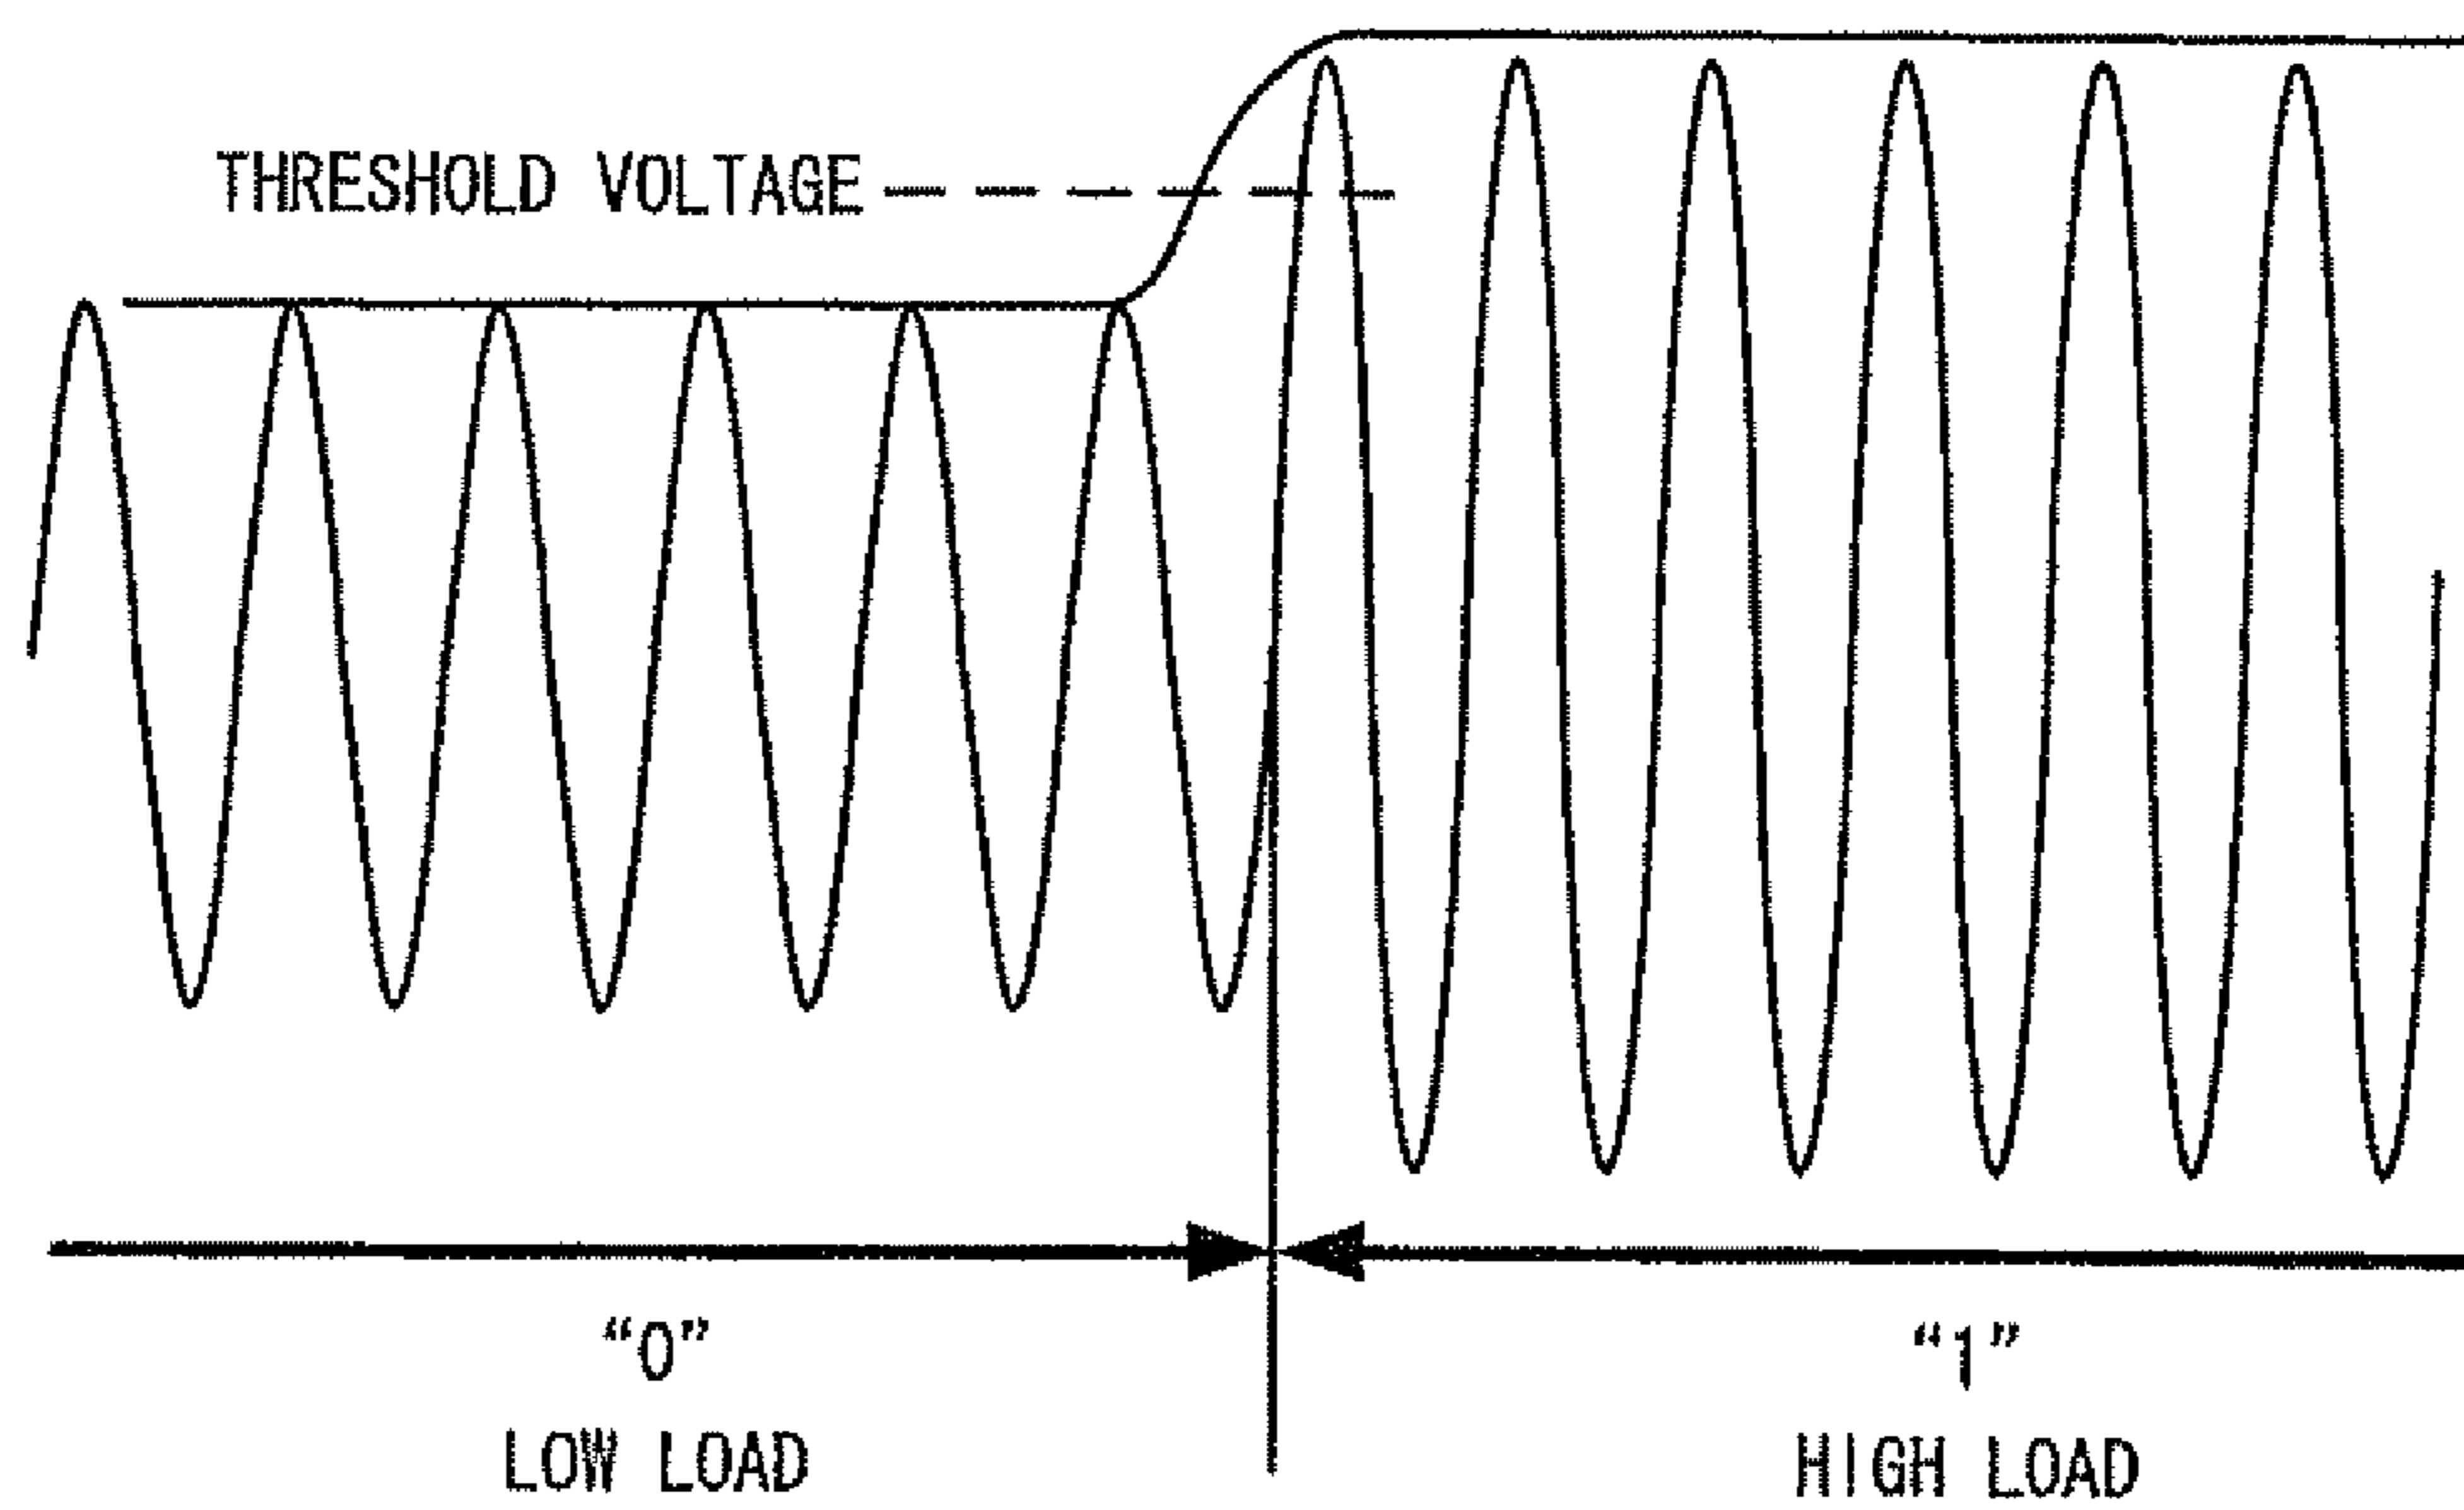 THRESHOLD VOLTAGE
“0”
LOW LOAD
“1”
HIGH LOAD